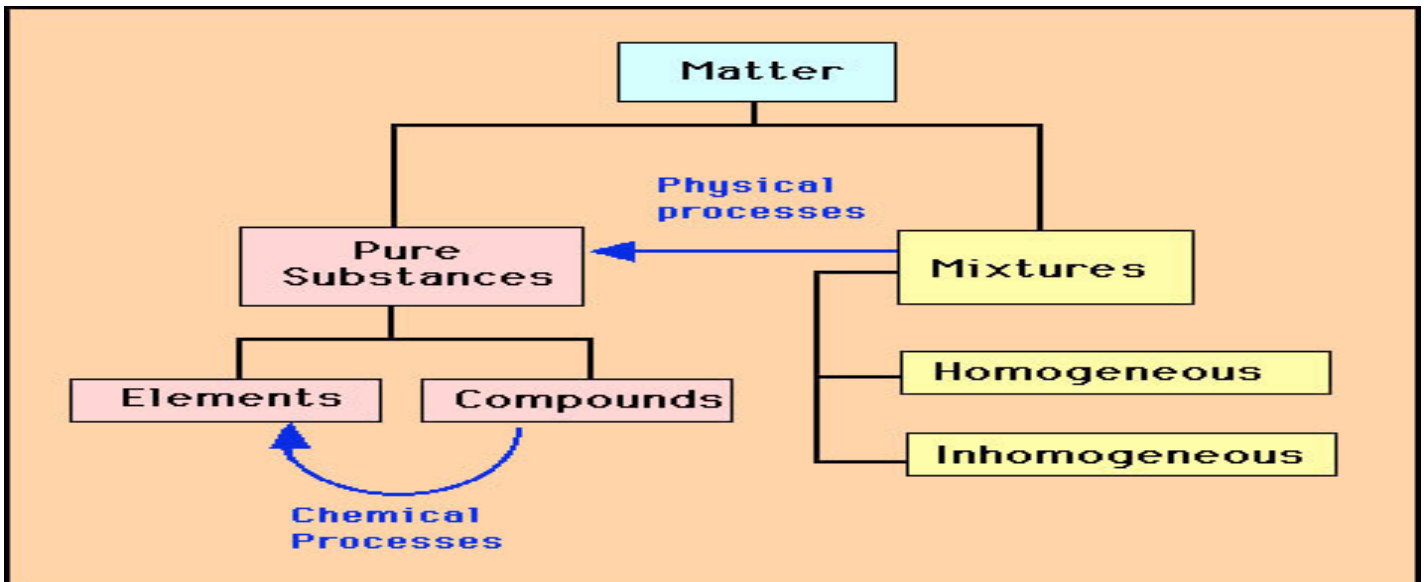 Matter
Physical
processes
Pure
Substances
Mixtures
Elements
Compounds
Homogeneous
Inhomogeneous
Chemical
Processes